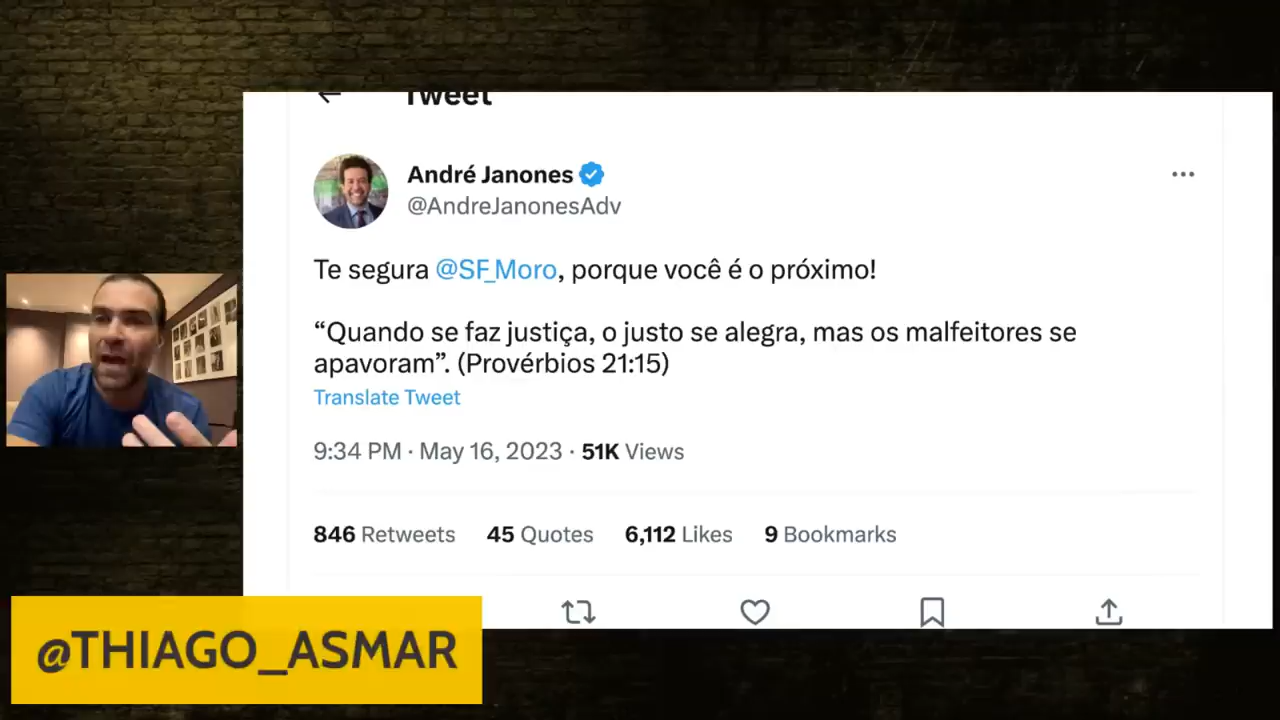 Tweet
André Janones
@AndreJanonesAdv
Te segura @SF_Moro, porque você é o próximo!
“Quando se faz justiça, o justo se alegra, mas os malfeitores se
apavoram”. (Provérbios 21:15)
Translate Tweet
9:34 PM · May 16, 2023 · 51K Views
846 Retweets 45 Quotes 6,112 Likes 9 Bookmarks
@THIAGO_ASMAR